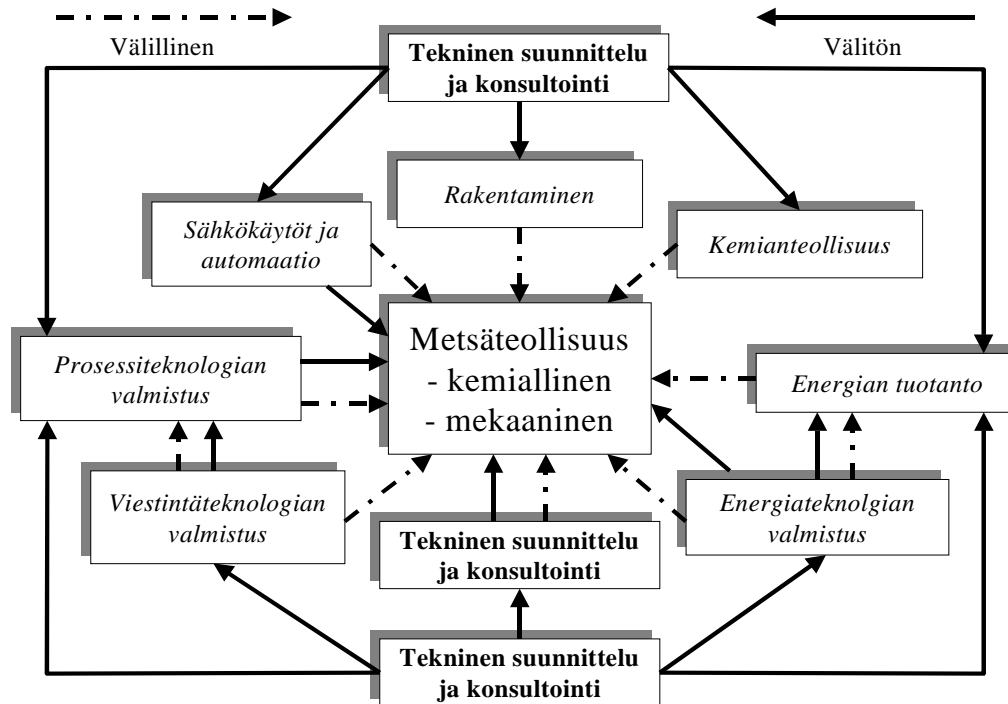 Välillinen
Tekninen suunnittelu
ja konsultointi
Välitön
Rakentaminen
Sähkökäytöt ja
automaatio
Kemianteollisuus
Metsäteollisuus
- kemiallinen
- mekaaninen
Prosessiteknologian
valmistus
Energian tuotanto
Viestintäteknologian
valmistus
Tekninen suunnittelu
ja konsultointi
Energiateknolgian
valmistus
Tekninen suunnittelu
ja konsultointi